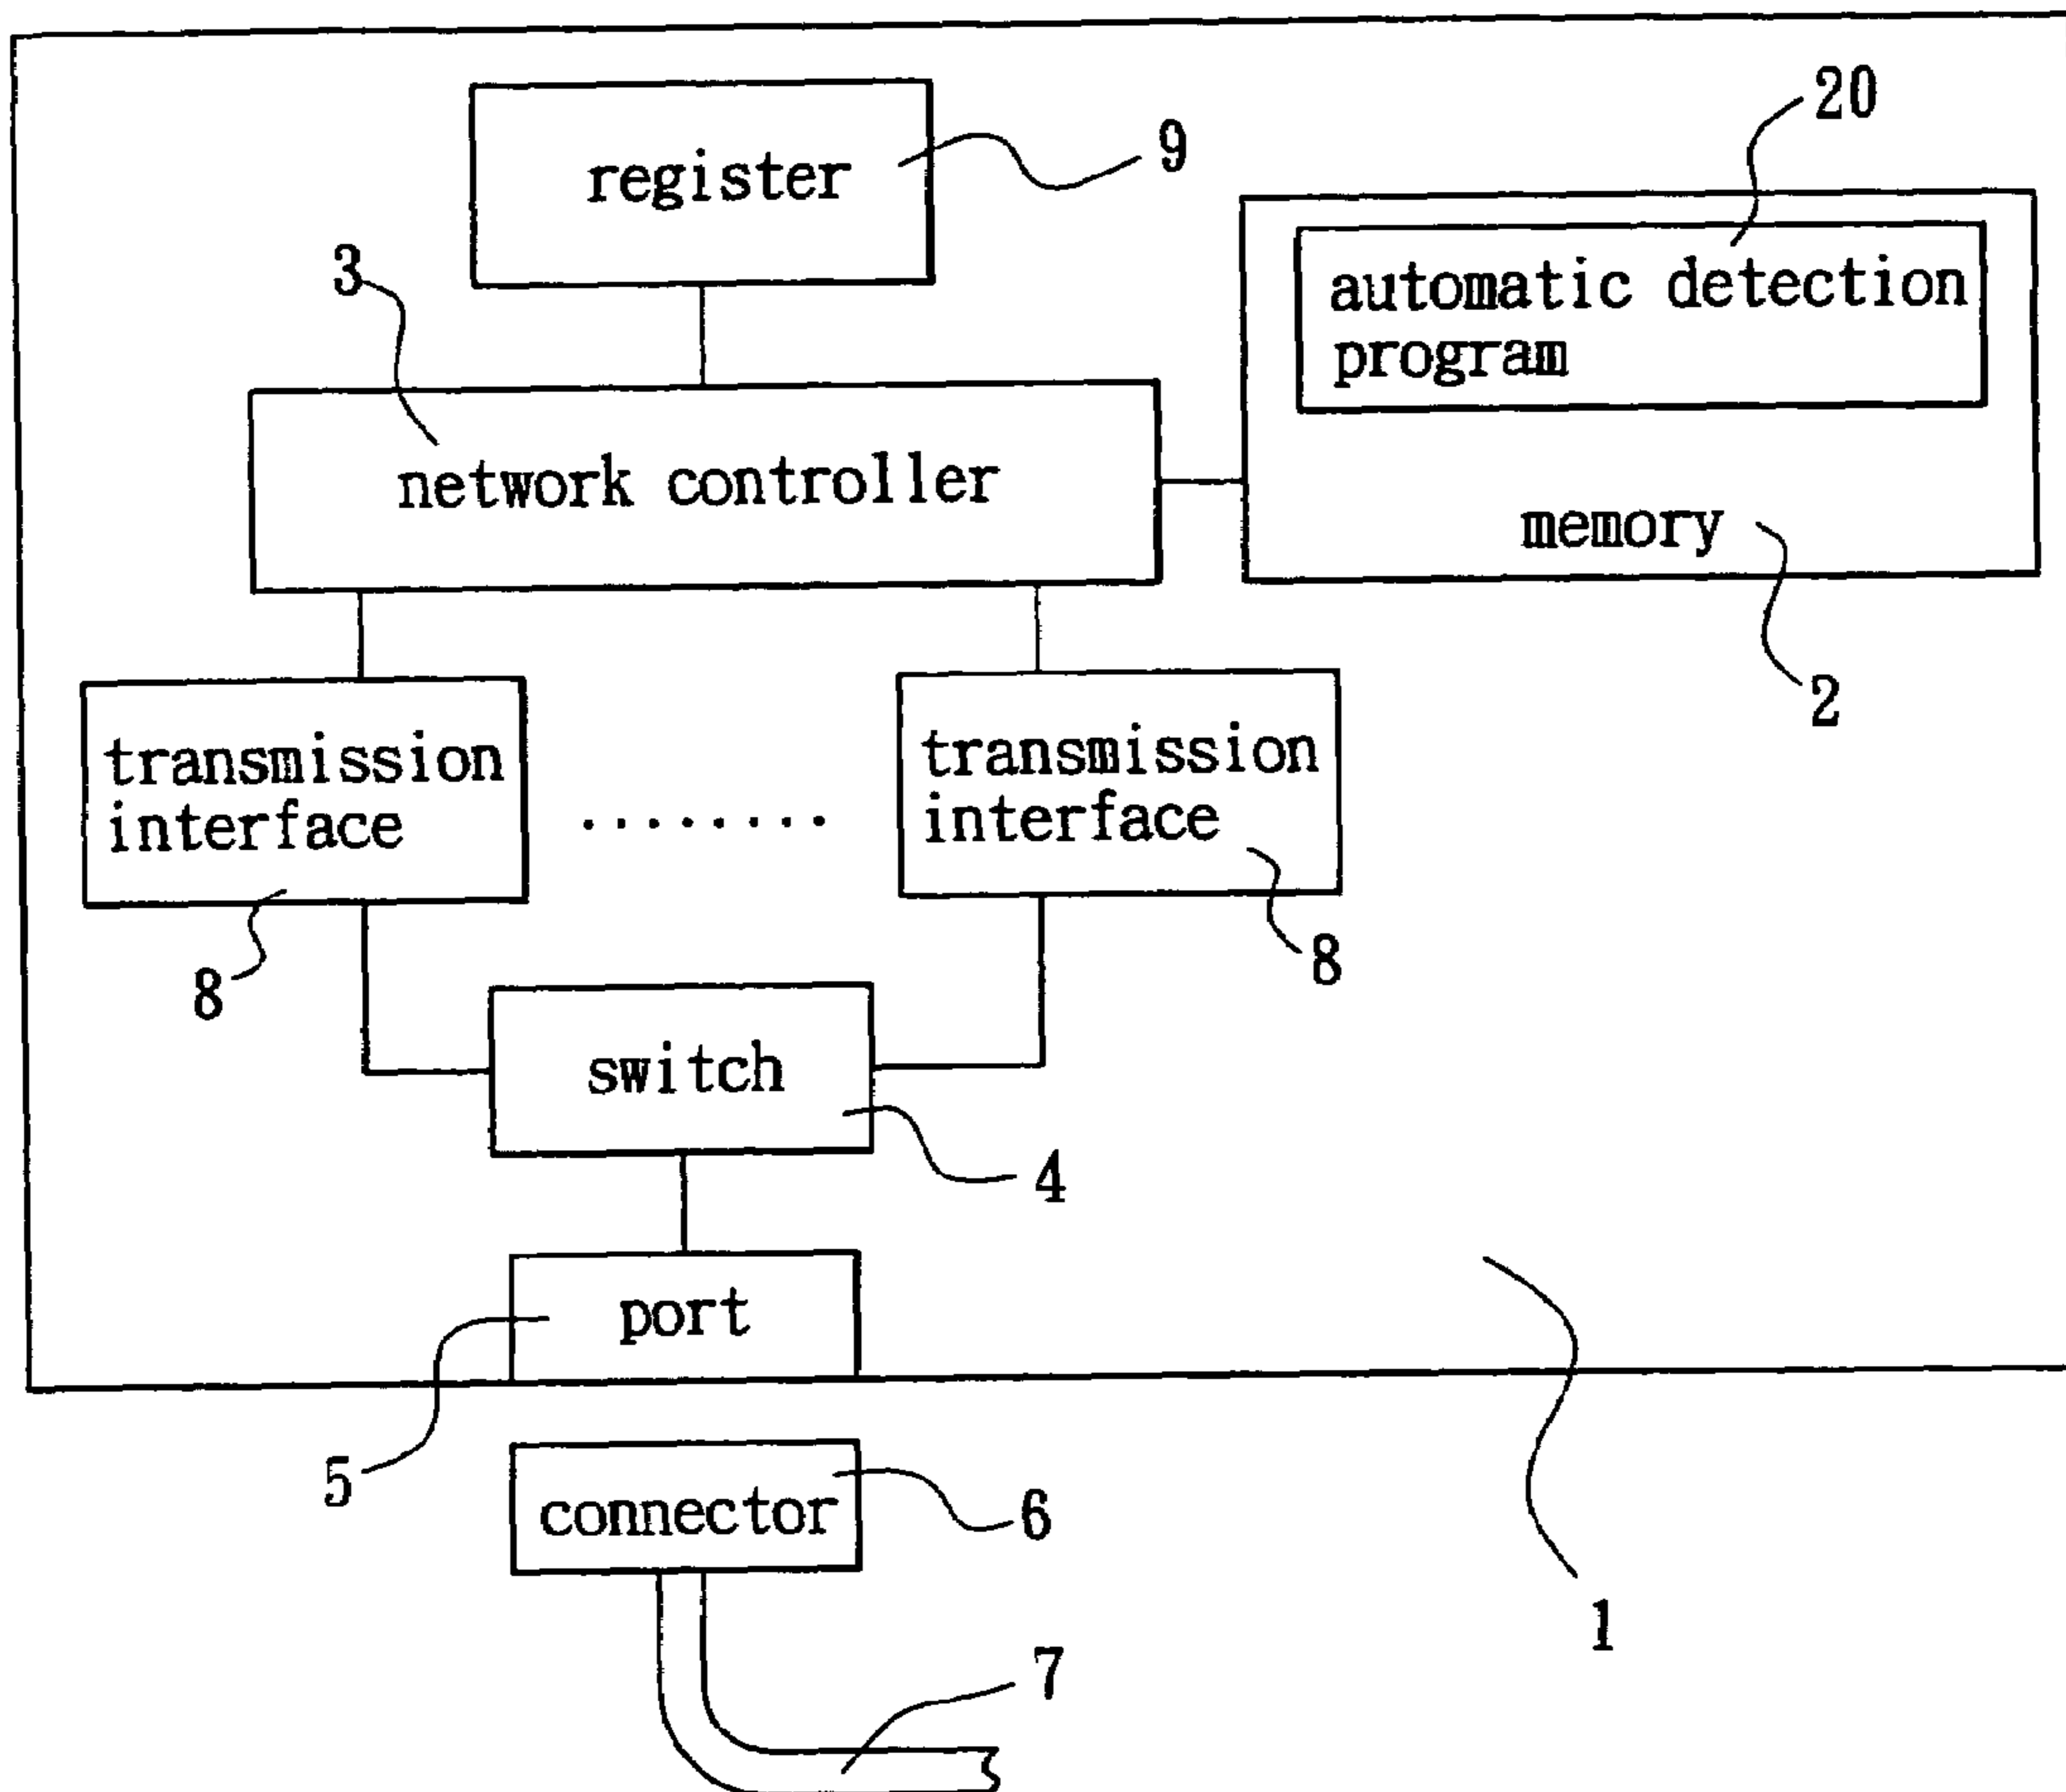 20
register
9
automatic detection
program
3
network controller
memory
2
transmission
interface
........
transmission
interface
8
8
switch
4
port
5
connector
6
1
7